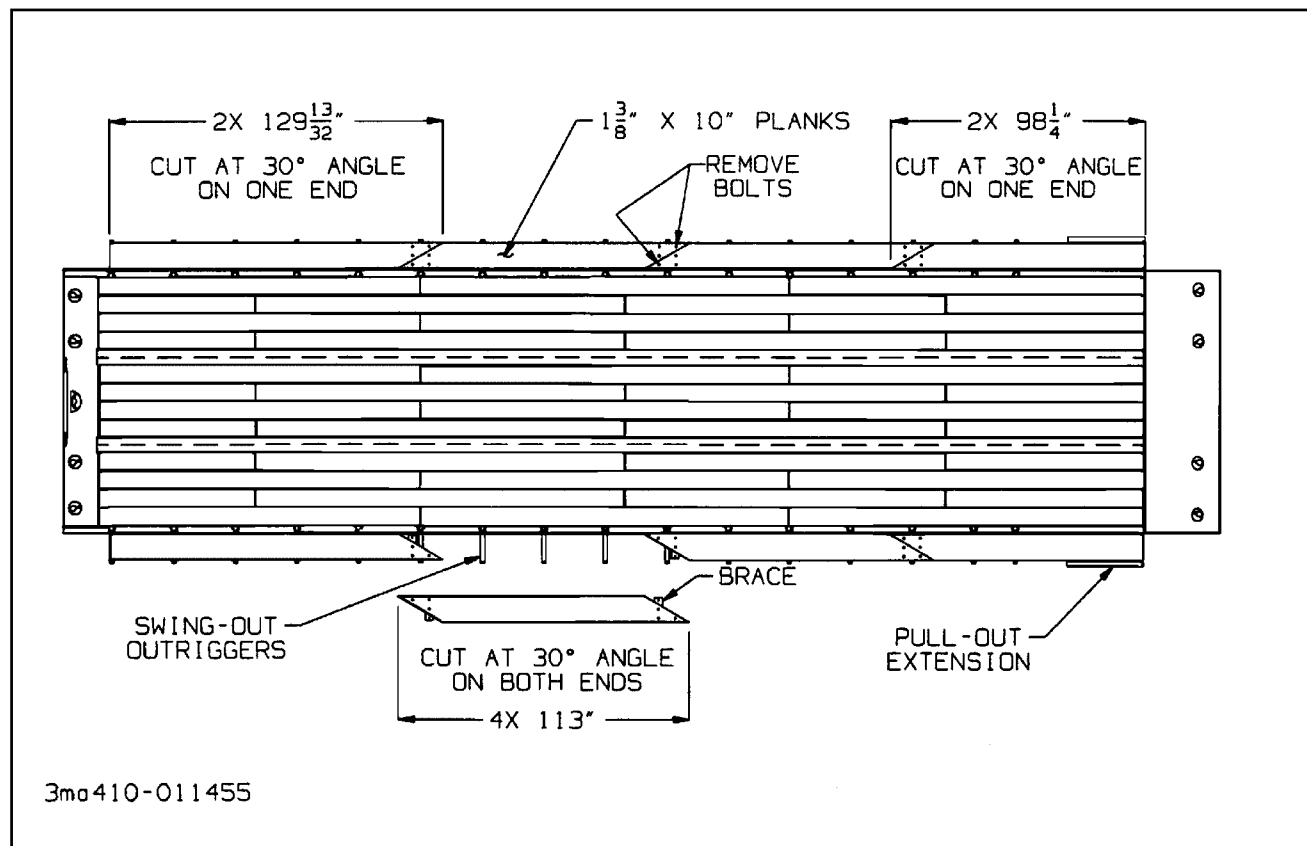 2X 129 13/32"
CUT AT 30° ANGLE
ON ONE END
1 3/8" X 10" PLANKS
REMOVE
BOLTS
2X 98 1/4"
CUT AT 30° ANGLE
ON ONE END
BRACE
SWING-OUT
OUTRIGGERS
CUT AT 30° ANGLE
ON BOTH ENDS
4X 113"
PULL-OUT
EXTENSION
3ma410-011455